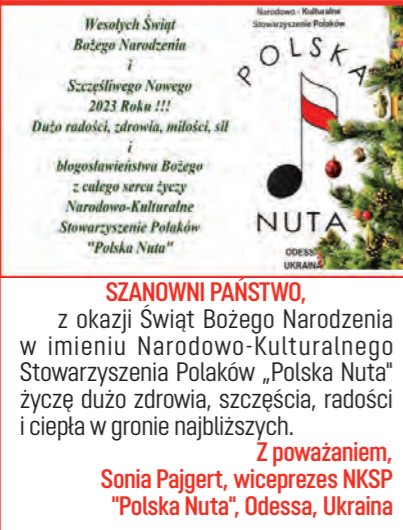 Wesołych Świąt
Bożego Narodzenia
i
Szczęśliwego Nowego
2023 Roku !!!
Dużo radości, zdrowia, miłości, sił
i
błogosławieństwa Bożego
z całego serca życzy
Narodowo-Kulturalne
Stowarzyszenie Polaków
"Polska Nuta"
Narodowo - Kulturalne
Stowarzyszenie Polaków
POLSKA
NUTA
ODESSA
UKRAINA
SZANOWNI PAŃSTWO,
z okazji Świąt Bożego Narodzenia
w imieniu Narodowo-Kulturalnego
Stowarzyszenia Polaków „Polska Nuta"
życzę dużo zdrowia, szczęścia, radości
i ciepła w gronie najbliższych.
Z poważaniem,
Sonia Pajgert, wiceprezes NKSP
"Polska Nuta", Odessa, Ukraina